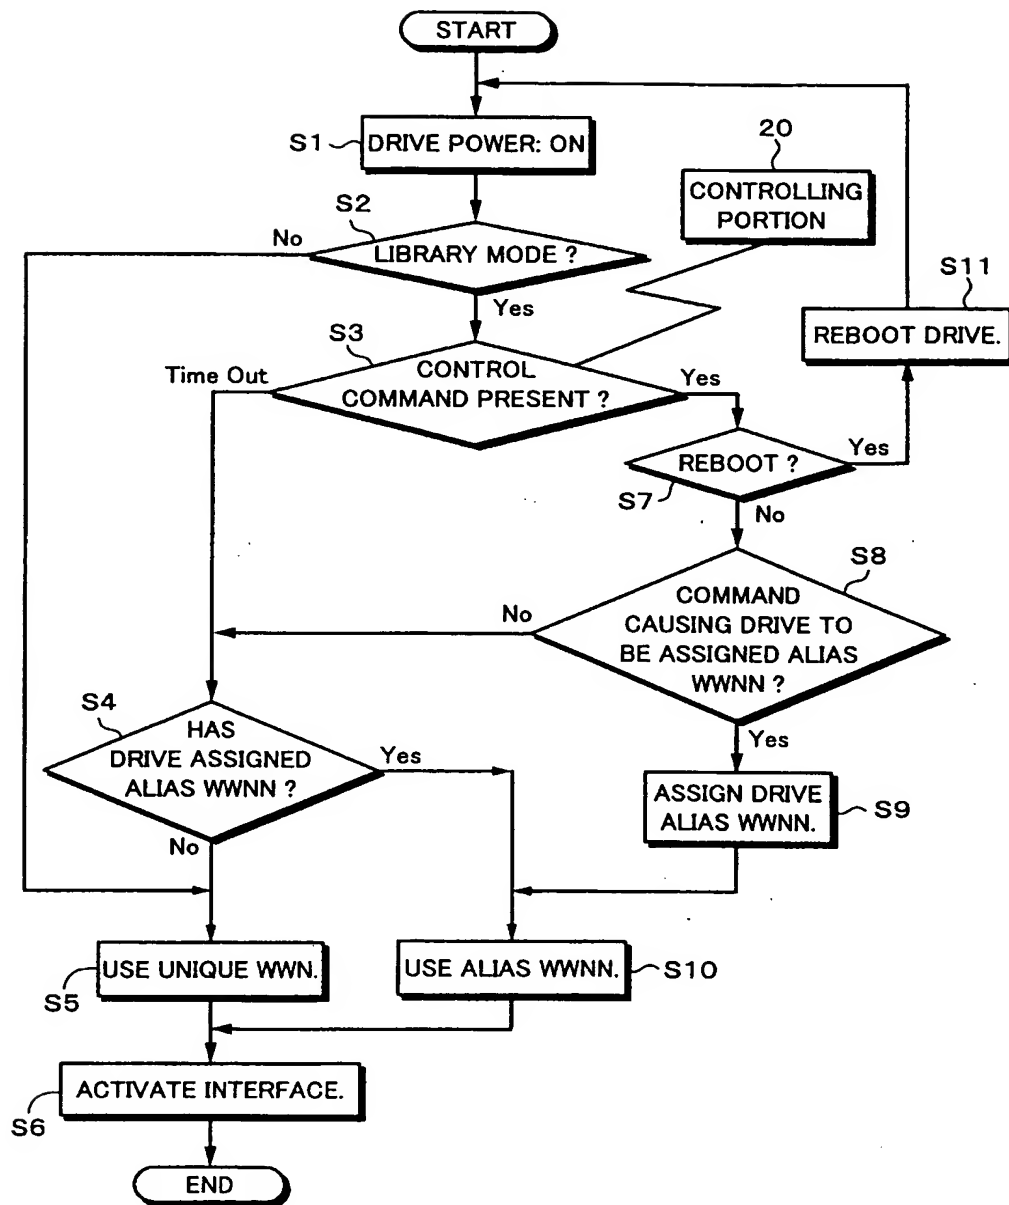 START
S1
DRIVE POWER: ON
20
CONTROLLING
PORTION
S2
No
LIBRARY MODE ?
Yes
S11
REBOOT DRIVE.
S3
Time Out
CONTROL
COMMAND PRESENT ?
Yes
REBOOT ?
Yes
S7
No
S8
No
COMMAND
CAUSING DRIVE TO
BE ASSIGNED ALIAS
WWNN ?
Yes
S4
HAS
DRIVE ASSIGNED
ALIAS WWNN ?
Yes
No
ASSIGN DRIVE
ALIAS WWNN.
S9
USE UNIQUE WWN.
S5
USE ALIAS WWNN.
S10
ACTIVATE INTERFACE.
S6
END